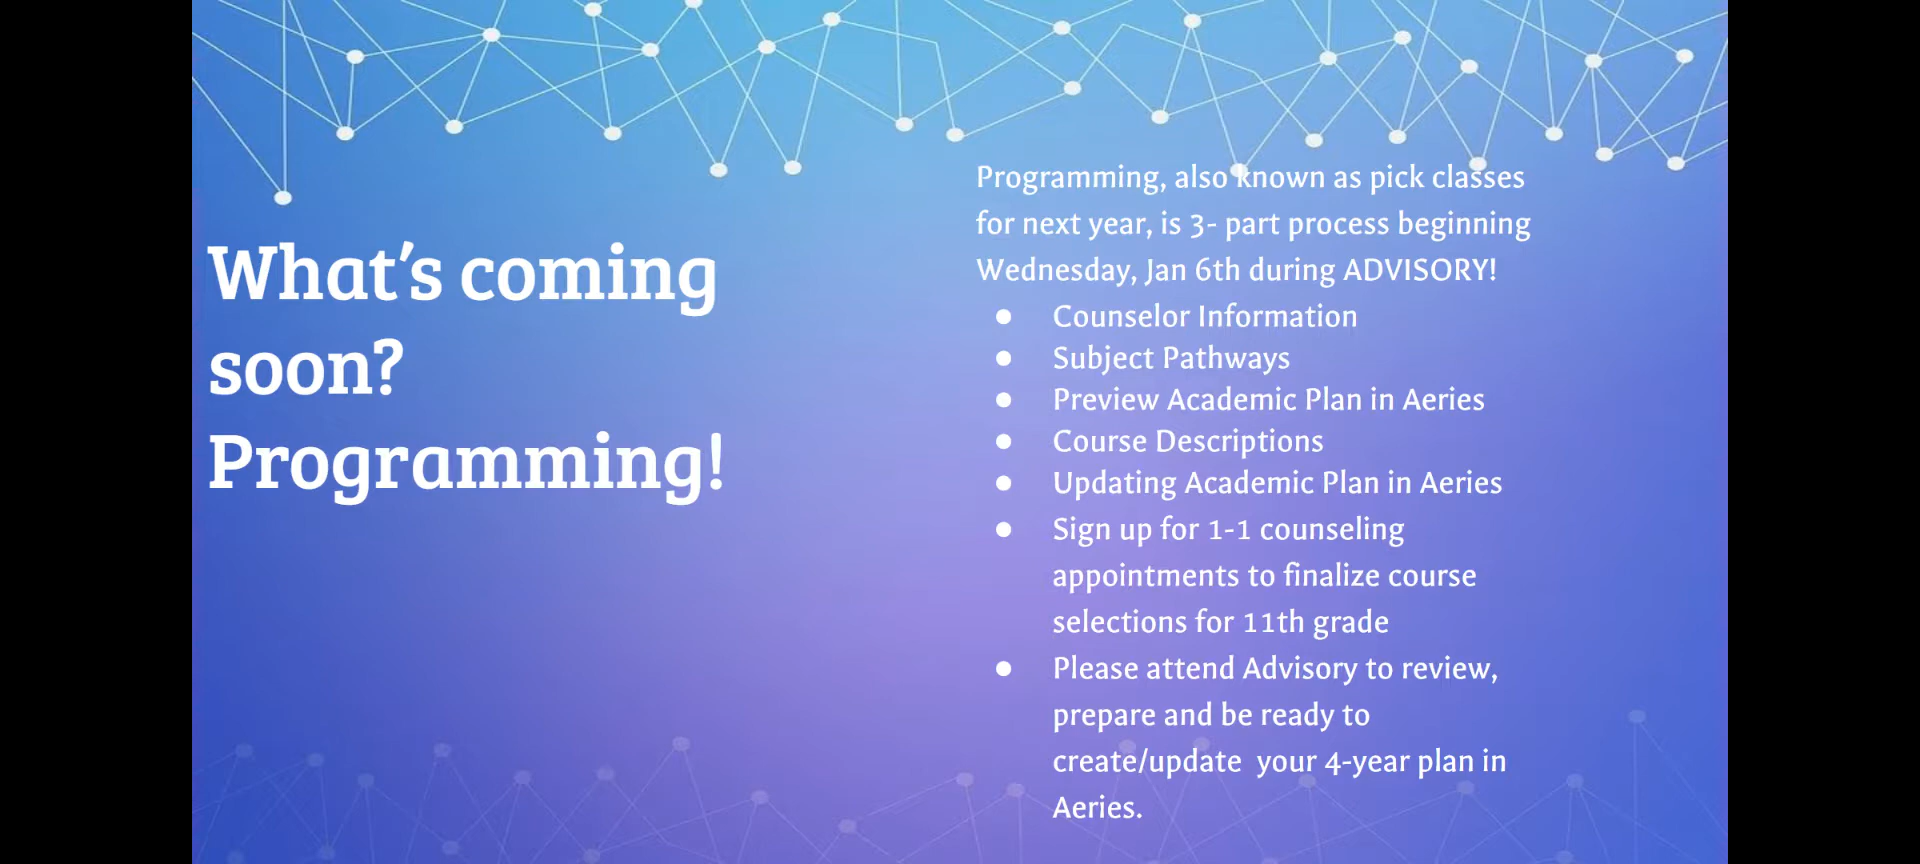 What’s coming
soon?
Programming!
Programming, also known as pick classes
for next year, is 3- part process beginning
Wednesday, Jan 6th during ADVISORY!
● Counselor Information
● Subject Pathways
● Preview Academic Plan in Aeries
● Course Descriptions
● Updating Academic Plan in Aeries
● Sign up for 1-1 counseling
appointments to finalize course
selections for 11th grade
● Please attend Advisory to review,
prepare and be ready to
create/update  your 4-year plan in
Aeries.